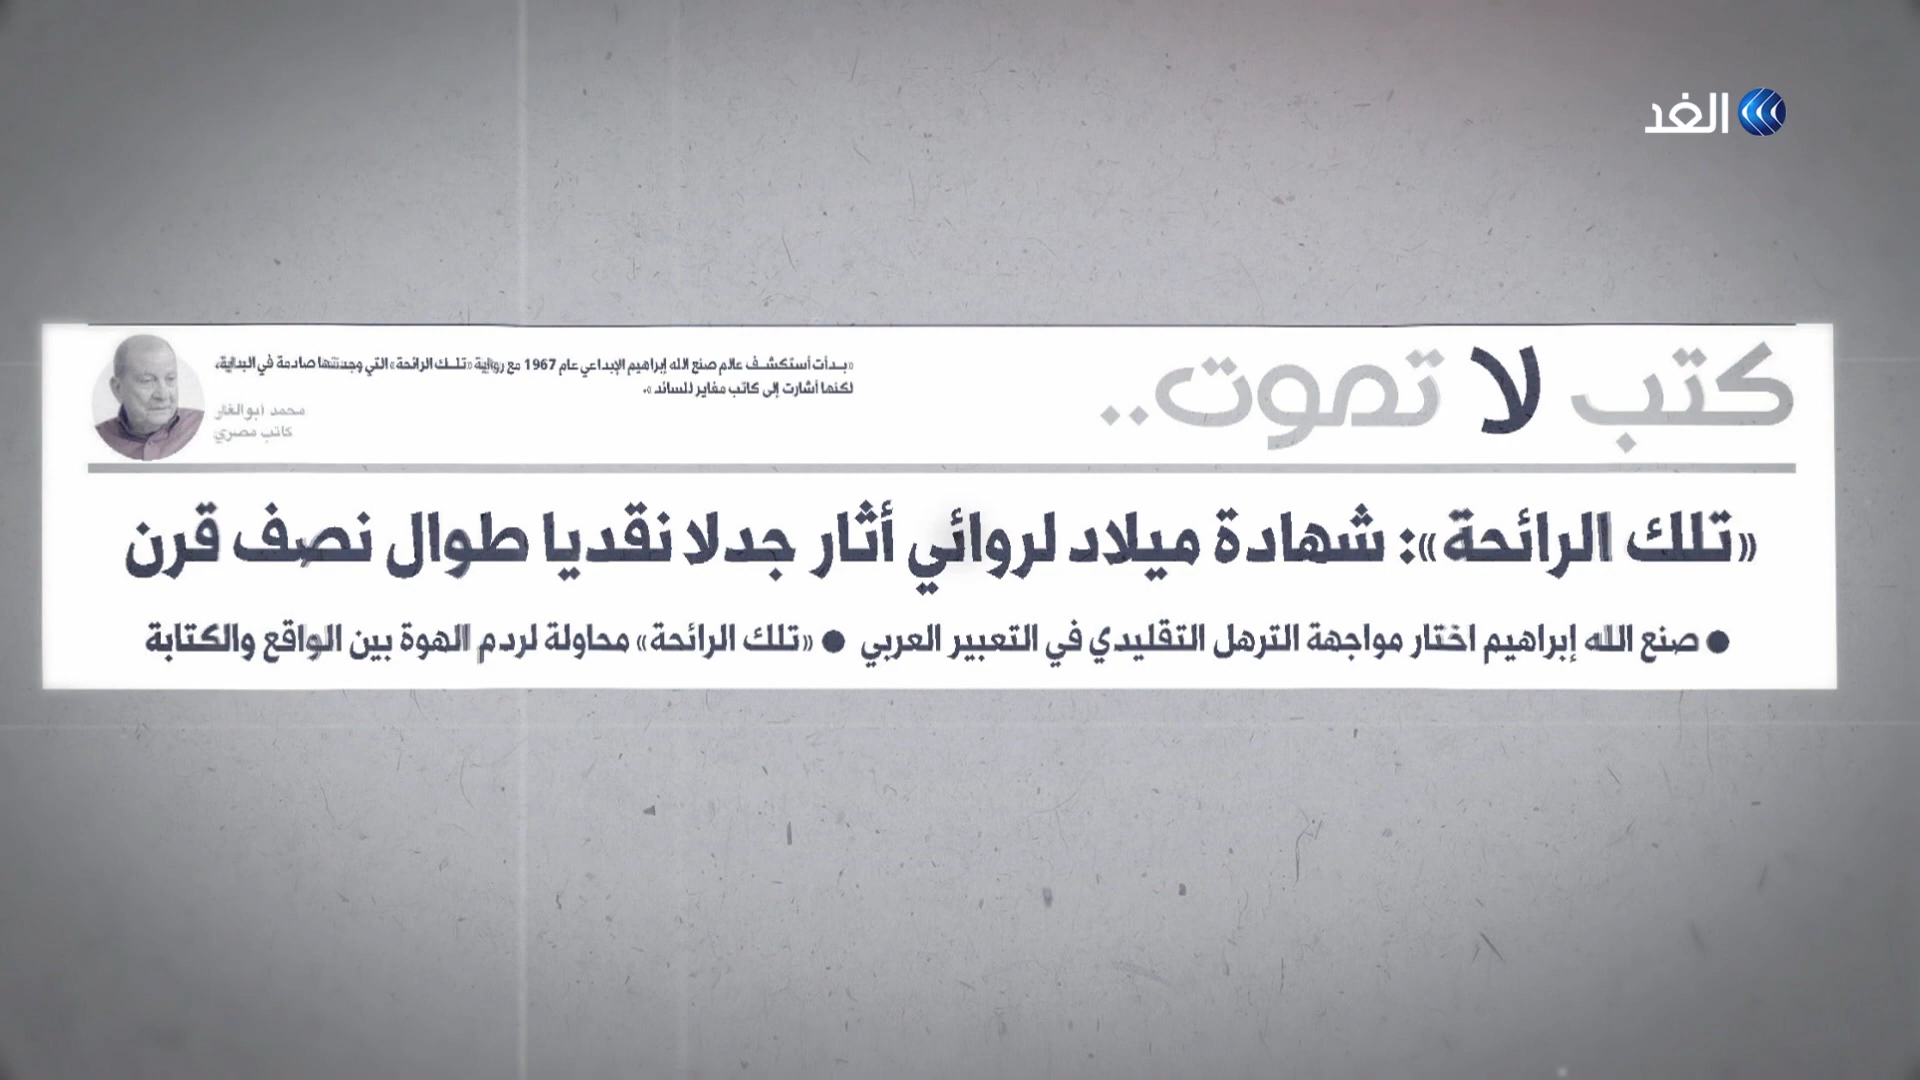 الغد
كتب لا تموت..
«بدأت أستكشف عالم صنع الله إبراهيم الإبداعي عام 1967 مع رواية «تلك الرائحة» التي وجدتها صادمة في البداية،
لكنها أشارت إلى كاتب مغاير للسائد».
محمد أبوالغار
كاتب مصري
«تلك الرائحة»: شهادة ميلاد لروائي أثار جدلا نقديا طوال نصف قرن
● صنع الله إبراهيم اختار مواجهة الترهل التقليدي في التعبير العربي ● «تلك الرائحة» محاولة لردم الهوة بين الواقع والكتابة